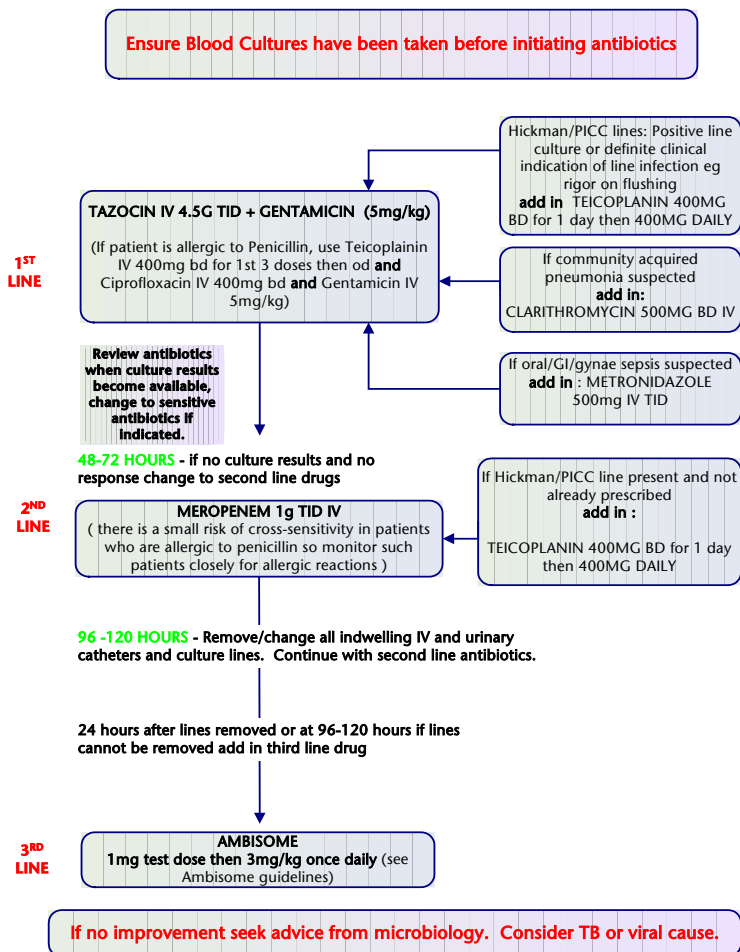 Ensure Blood Cultures have been taken before initiating antibiotics
Hickman/PICC lines: Positive line
culture or definite clinical
indication of line infection eg
rigor on flushing
add in TEICOPLANIN 400MG
BD for 1 day then 400MG DAILY
1ST
LINE
TAZOCIN IV 4.5G TID + GENTAMICIN (5mg/kg)
(If patient is allergic to Penicillin, use Teicoplainin
IV 400mg bd for 1st 3 doses then od and
Ciprofloxacin IV 400mg bd and Gentamicin IV
5mg/kg)
If community acquired
pneumonia suspected
add in:
CLARITHROMYCIN 500MG BD IV
If oral/GI/gynae sepsis suspected
add in : METRONIDAZOLE
500mg IV TID
Review antibiotics
when culture results
become available,
change to sensitive
antibiotics if
indicated.
48-72 HOURS - if no culture results and no
response change to second line drugs
2ND
LINE
MEROPENEM 1g TID IV
( there is a small risk of cross-sensitivity in patients
who are allergic to penicillin so monitor such
patients closely for allergic reactions )
If Hickman/PICC line present and not
already prescribed
add in :
TEICOPLANIN 400MG BD for 1 day
then 400MG DAILY
96 -120 HOURS - Remove/change all indwelling IV and urinary
catheters and culture lines. Continue with second line antibiotics.
24 hours after lines removed or at 96-120 hours if lines
cannot be removed add in third line drug
3RD
LINE
AMBISOME
1mg test dose then 3mg/kg once daily (see
Ambisome guidelines)
If no improvement seek advice from microbiology. Consider TB or viral cause.